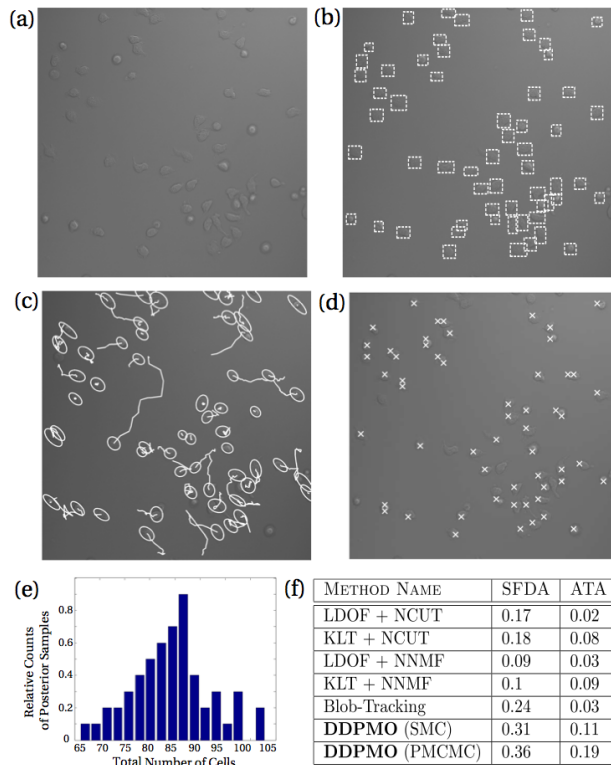 (a)
(b)
(c)
(d)
(e)
0.8
0.6
0.4
0.2
0
65 70 75 80 85 90 95 100 105
Relative Counts
of Posterior Samples
Total Number of Cells
(f)
METHOD NAME SFDA ATA
LDOF + NCUT 0.17 0.02
KLT + NCUT 0.18 0.08
LDOF + NNMF 0.09 0.03
KLT + NNMF 0.1 0.09
Blob-Tracking 0.24 0.03
DDPMO (SMC) 0.31 0.11
DDPMO (PMCMC) 0.36 0.19